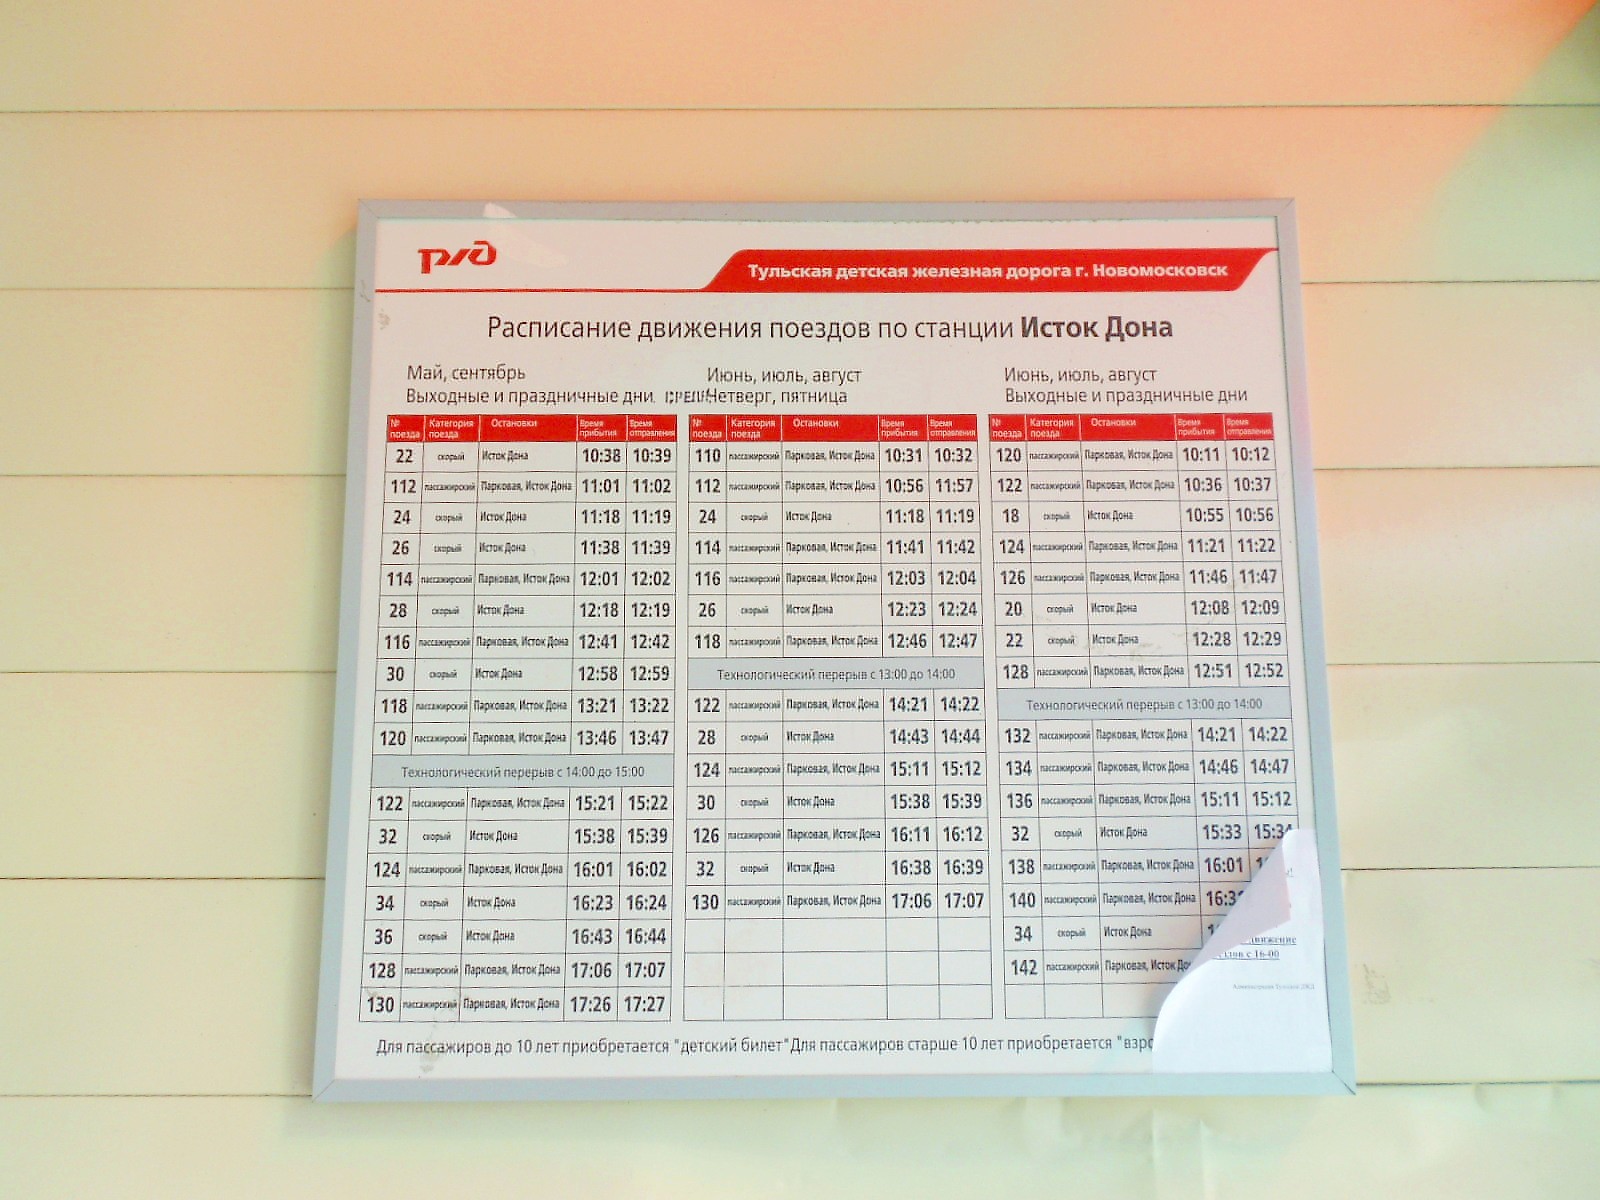 ржд
Тульская детская железная дорога г. Новомосковск
Расписание движения поездов по станции Исток Дона
Май, сентябрь
Выходные и праздничные дни.
№ поезда Категория поезда Остановки Время прибытия Время отправления
22 скорый Исток Дона 10:38 10:39
112 пассажирский Парковая, Исток Дона 11:01 11:02
24 скорый Исток Дона 11:18 11:19
26 скорый Исток Дона 11:38 11:39
114 пассажирский Парковая, Исток Дона 12:01 12:02
28 скорый Исток Дона 12:18 12:19
116 пассажирский Парковая, Исток Дона 12:41 12:42
30 скорый Исток Дона 12:58 12:59
118 пассажирский Парковая, Исток Дона 13:21 13:22
120 пассажирский Парковая, Исток Дона 13:46 13:47
Технологический перерыв с 14:00 до 15:00
122 пассажирский Парковая, Исток Дона 15:21 15:22
32 скорый Исток Дона 15:38 15:39
124 пассажирский Парковая, Исток Дона 16:01 16:02
34 скорый Исток Дона 16:23 16:24
36 скорый Исток Дона 16:43 16:44
128 пассажирский Парковая, Исток Дона 17:06 17:07
130 пассажирский Парковая, Исток Дона 17:26 17:27
Июнь, июль, август
Четверг, пятница
№ поезда Категория поезда Остановки Время прибытия Время отправления
110 пассажирский Парковая, Исток Дона 10:31 10:32
112 пассажирский Парковая, Исток Дона 10:56 11:57
24 скорый Исток Дона 11:18 11:19
114 пассажирский Парковая, Исток Дона 11:41 11:42
116 пассажирский Парковая, Исток Дона 12:03 12:04
26 скорый Исток Дона 12:23 12:24
118 пассажирский Парковая, Исток Дона 12:46 12:47
Технологический перерыв с 13:00 до 14:00
122 пассажирский Парковая, Исток Дона 14:21 14:22
28 скорый Исток Дона 14:43 14:44
124 пассажирский Парковая, Исток Дона 15:11 15:12
30 скорый Исток Дона 15:38 15:39
126 пассажирский Парковая, Исток Дона 16:11 16:12
32 скорый Исток Дона 16:38 16:39
130 пассажирский Парковая, Исток Дона 17:06 17:07
Июнь, июль, август
Выходные и праздничные дни
№ поезда Категория поезда Остановки Время прибытия Время отправления
120 пассажирский Парковая, Исток Дона 10:11 10:12
122 пассажирский Парковая, Исток Дона 10:36 10:37
18 скорый Исток Дона 10:55 10:56
124 пассажирский Парковая, Исток Дона 11:21 11:22
126 пассажирский Парковая, Исток Дона 11:46 11:47
20 скорый Исток Дона 12:08 12:09
22 скорый Исток Дона 12:28 12:29
128 пассажирский Парковая, Исток Дона 12:51 12:52
Технологический перерыв с 13:00 до 14:00
132 пассажирский Парковая, Исток Дона 14:21 14:22
134 пассажирский Парковая, Исток Дона 14:46 14:47
136 пассажирский Парковая, Исток Дона 15:11 15:12
32 скорый Исток Дона 15:33 15:34
138 пассажирский Парковая, Исток Дона 16:01
140 пассажирский Парковая, Исток Дона
34 скорый Исток Дона
142 пассажирский Парковая, Исток
движение
с 16-00
Для пассажиров до 10 лет приобретается "детский билет" Для пассажиров старше 10 лет приобретается